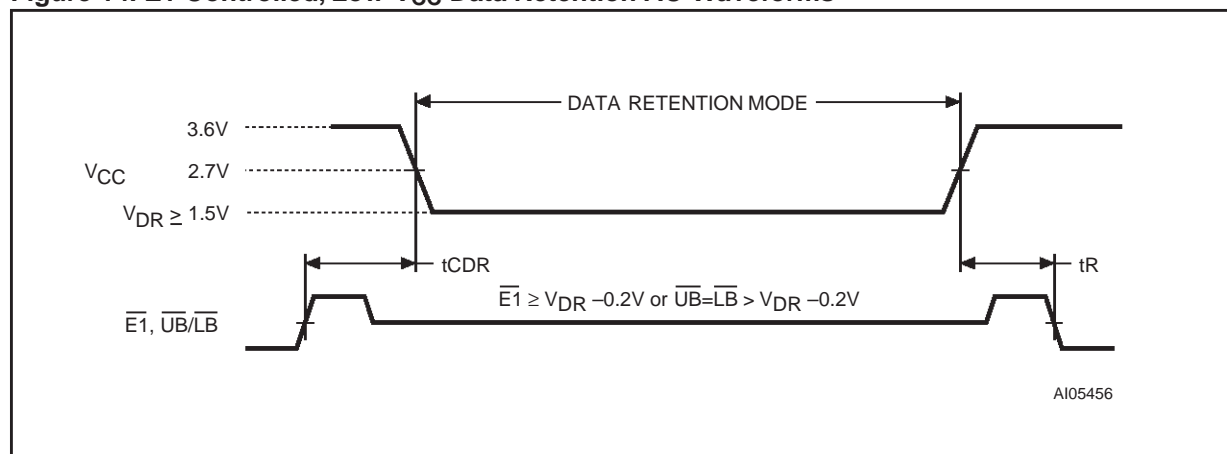 DATA RETENTION MODE
3.6V
VCC 2.7V
VDR ≥ 1.5V
tCDR
tR
E1 ≥ VDR –0.2V or UB=LB > VDR –0.2V
E1, UB/LB
AI05456